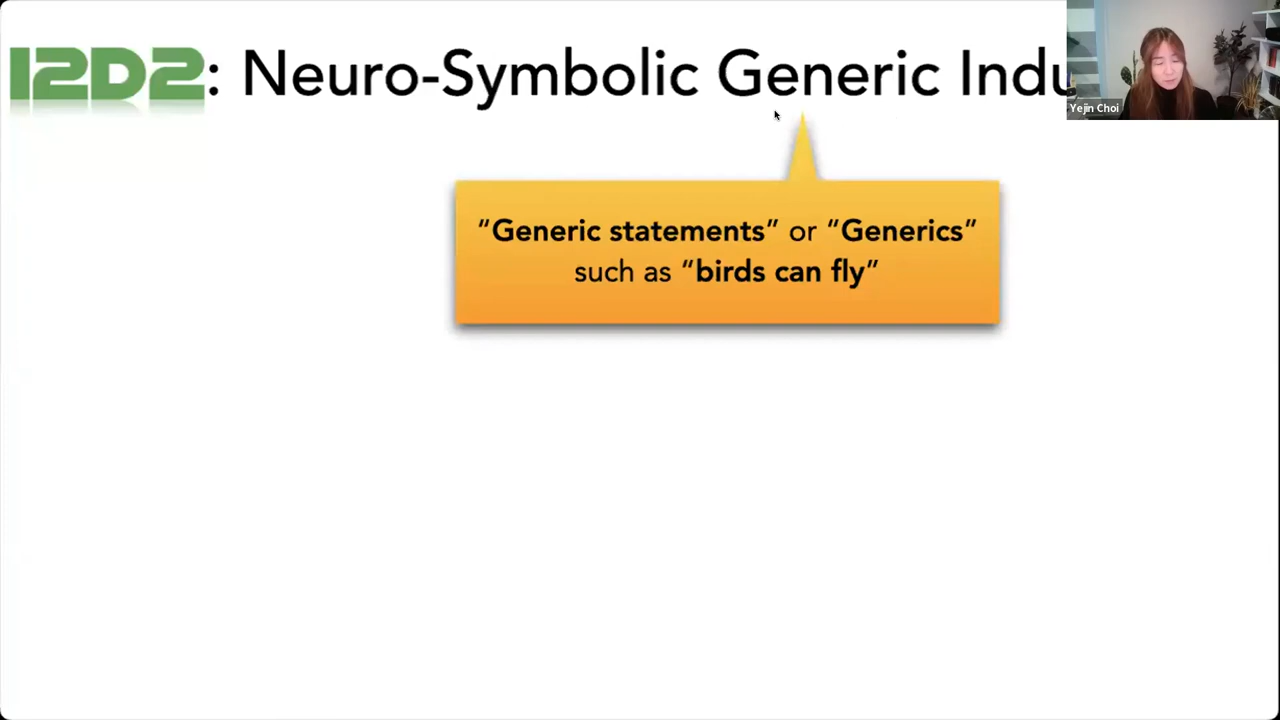 I2D2: Neuro-Symbolic Generic Indu
Yejin Choi
“Generic statements” or “Generics”
such as “birds can fly”